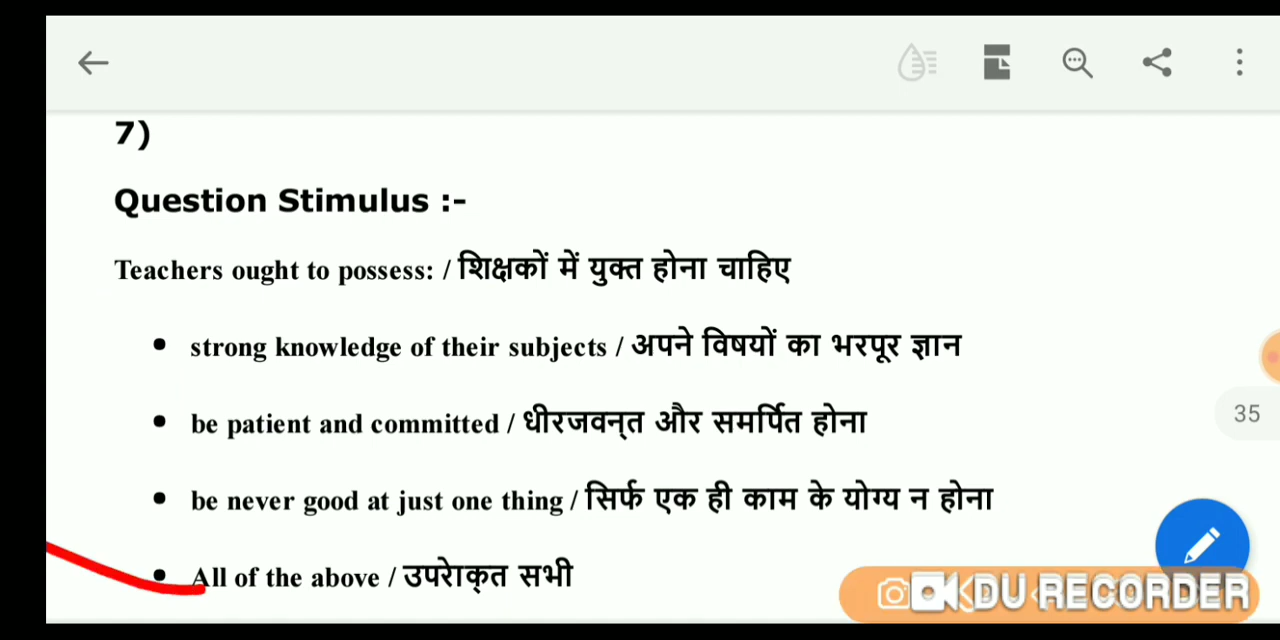 7)
Question Stimulus :-
Teachers ought to possess: / शिक्षकों में युक्त होना चाहिए
• strong knowledge of their subjects / अपने विषयों का भरपूर ज्ञान
• be patient and committed / धीरजवन्‌त और समर्पित होना
35
• be never good at just one thing / सिर्फ एक ही काम के योग्य न होना
• All of the above / उपरोक्‌त सभी
DU RECORDER